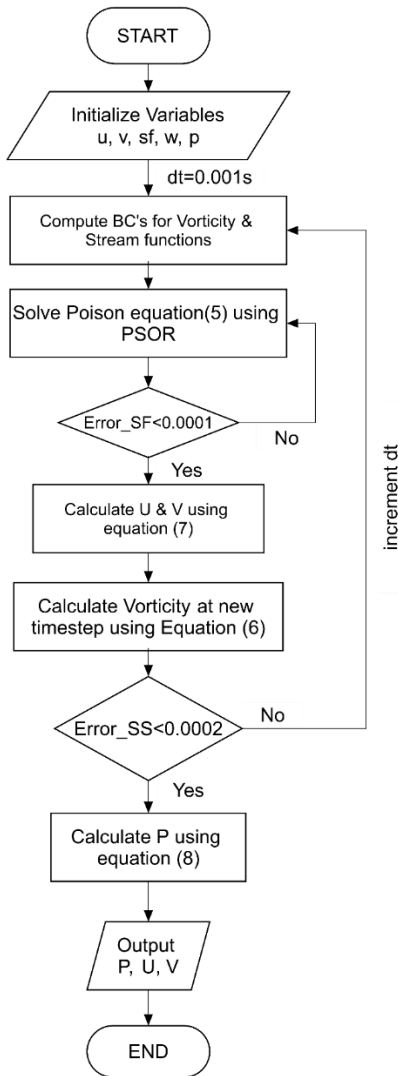 START
Initialize Variables
u, v, sf, w, p
dt=0.001s
Compute BC's for Vorticity &
Stream functions
Solve Poison equation(5) using
PSOR
Error_SF<0.0001
No
Yes
Calculate U & V using
equation (7)
increment dt
Calculate Vorticity at new
timestep using Equation (6)
Error_SS<0.0002
No
Yes
Calculate P using
equation (8)
Output
P, U, V
END